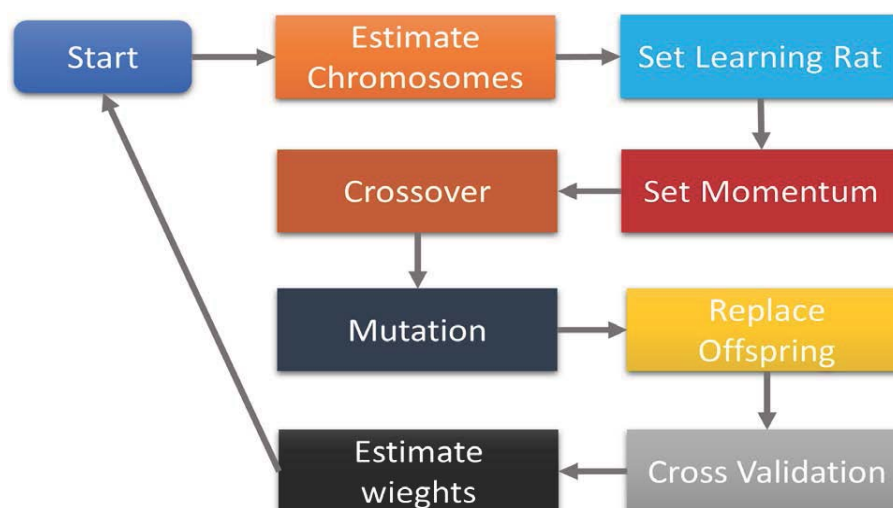 Start
Estimate
Chromosomes
Set Learning Rat
Set Momentum
Crossover
Mutation
Replace
Offspring
Cross Validation
Estimate
wieghts